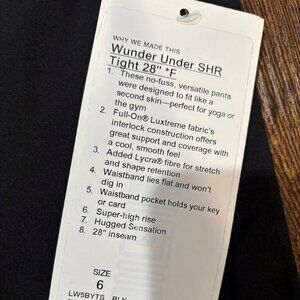 WHY WE MADE THIS
Wunder Under SHR
Tight 28" *F
1. These no-fuss, versatile pants
were designed to fit like a
second skin—perfect for yoga or
the gym
2. Full-On® Luxtreme fabric's
interlock construction offers
great support and coverage with
a cool, smooth feel
3. Added Lycra® fibre for stretch
and shape retention
4. Waistband lies flat and won't
dig in
5. Waistband pocket holds your key
or card
6. Super-high rise
7. Hugged Sensation
8. 28" inseam
SIZE
6
LW5BYTS BLK